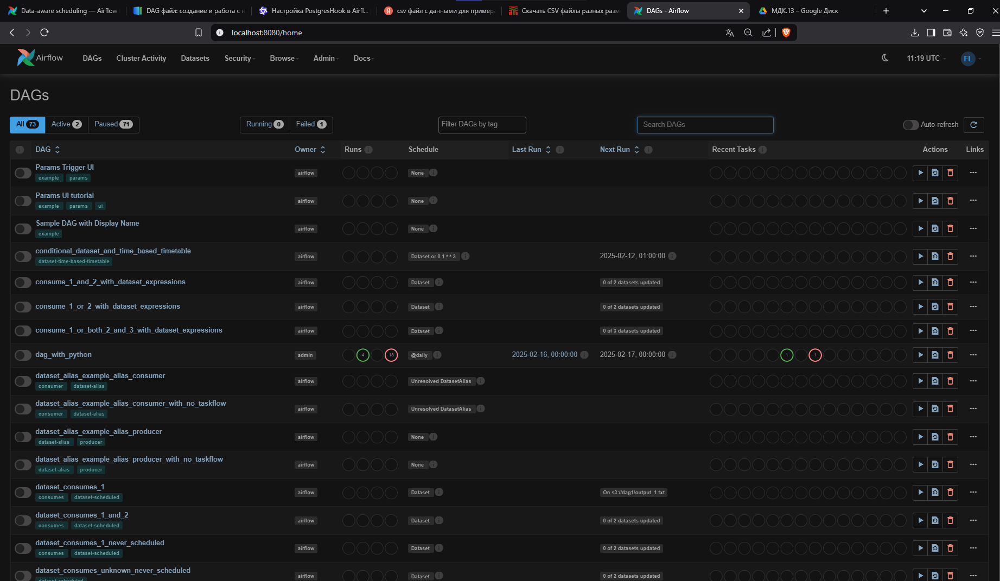 Data-aware scheduling — Airflow
DAG файл: создание и работа с
Настройка PostgresHook в Airfl...
csv файл с данными для пример
Скачать CSV файлы разных разм
DAGs - Airflow
МДК.13 – Google Диск
localhost:8080/home
Airflow DAGs Cluster Activity Datasets Security Browse Admin Docs 11:19 UTC FL
DAGs
All 73 Active 2 Paused 71 Running 0 Failed 1 Filter DAGs by tag Search DAGs Auto-refresh
DAG Owner Runs Schedule Last Run Next Run Recent Tasks Actions Links
Params Trigger UI
example params airflow None
Params UI tutorial
example params ui airflow None
Sample DAG with Display Name
example airflow None
conditional_dataset_and_time_based_timetable
dataset-time-based-timetable airflow Dataset or 0 1 * * 3 2025-02-12, 01:00:00
consume_1_and_2_with_dataset_expressions airflow Dataset 0 of 2 datasets updated
consume_1_or_2_with_dataset_expressions airflow Dataset 0 of 2 datasets updated
consume_1_or_both_2_and_3_with_dataset_expressions airflow Dataset 0 of 3 datasets updated
dag_with_python admin 4 18 @daily 2025-02-16, 00:00:00 2025-02-17, 00:00:00 1 1
dataset_alias_example_alias_consumer
consumer dataset-alias airflow Unresolved DatasetAlias
dataset_alias_example_alias_consumer_with_no_taskflow
consumer dataset-alias airflow Unresolved DatasetAlias
dataset_alias_example_alias_producer
dataset-alias producer airflow None
dataset_alias_example_alias_producer_with_no_taskflow
dataset-alias producer airflow None
dataset_consumes_1
consumes dataset-scheduled airflow Dataset On s3://dag1/output_1.txt
dataset_consumes_1_and_2
consumes dataset-scheduled airflow Dataset 0 of 2 datasets updated
dataset_consumes_1_never_scheduled
consumes dataset-scheduled airflow Dataset 0 of 2 datasets updated
dataset_consumes_unknown_never_scheduled
dataset-scheduled airflow Dataset 0 of 2 datasets updated